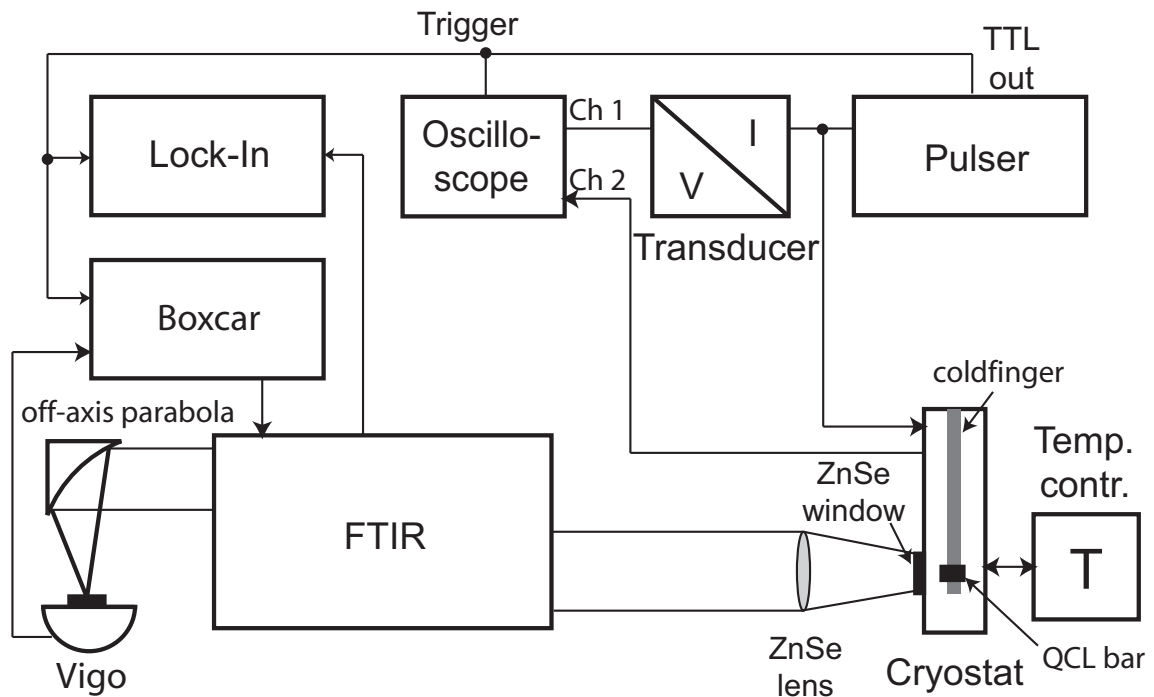 Trigger
TTL
out
Lock-In
Oscillo-
scope
Ch 1
Ch 2
I
V
Transducer
Pulser
Boxcar
off-axis parabola
coldfinger
FTIR
ZnSe
window
Temp.
contr.
T
Vigo
ZnSe
lens
Cryostat
QCL bar